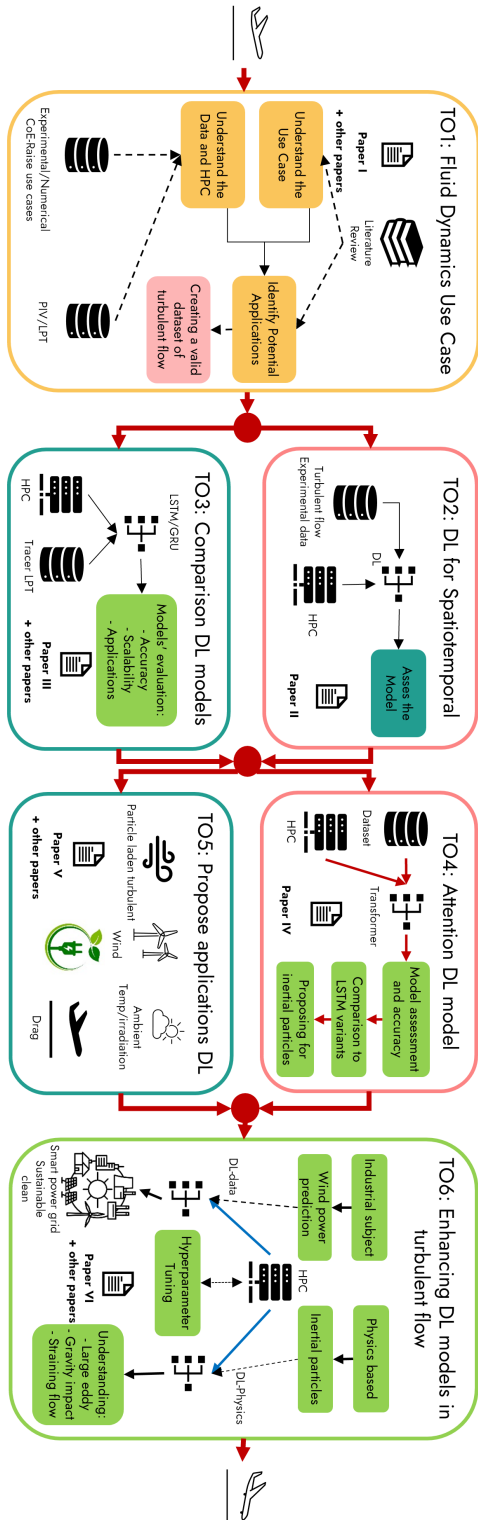 TO1: Fluid Dynamics Use Case
Paper I
+ other papers
Literature
Review
Understand the
Use Case
Understand the
Data and HPC
Identify Potential
Applications
Creating a valid
dataset of
turbulent flow
Experimental/Numerical
CoE-Raise use cases
PIV/LPT
TO2: DL for Spatiotemporal
Turbulent flow
Experimental data
DL
HPC
Asses the
Model
Paper II
TO3: Comparison DL models
LSTM/GRU
HPC
Tracer LPT
Models' evaluation:
- Accuracy
- Scalability
- Applications
Paper III
+ other papers
TO4: Attention DL model
Dataset
HPC
Transformer
Paper IV
Model assessment
and accuracy
Comparison to
LSTM variants
Proposing for
inertial particles
TO5: Propose applications DL
Particle laden turbulent
Wind
Ambient
Temp/irradiation
Paper V
+ other papers
Drag
TO6: Enhancing DL models in
turbulent flow
Industrial subject
Physics based
Wind power
prediction
HPC
Inertial particles
DL-data
DL-Physics
Hyperparameter
Tuning
Smart power grid
Sustainable
clean
Paper VI
+ other papers
Understanding:
- Large eddy
- Gravity impact
- Straining flow